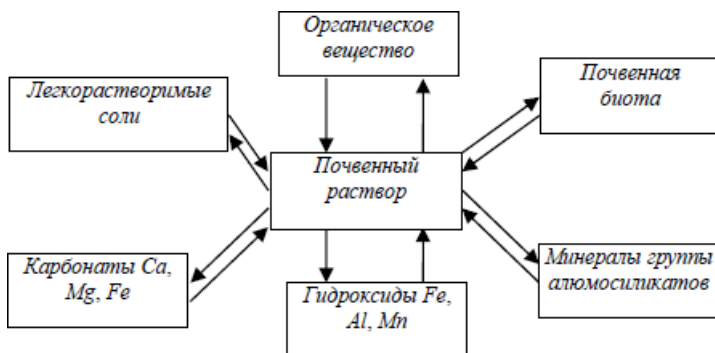 Органическое
вещество
Легкорастворимые
соли
Почвенная
биота
Почвенный
раствор
Карбонаты Ca,
Mg, Fe
Гидроксиды Fe,
Al, Mn
Минералы группы
алюмосиликатов